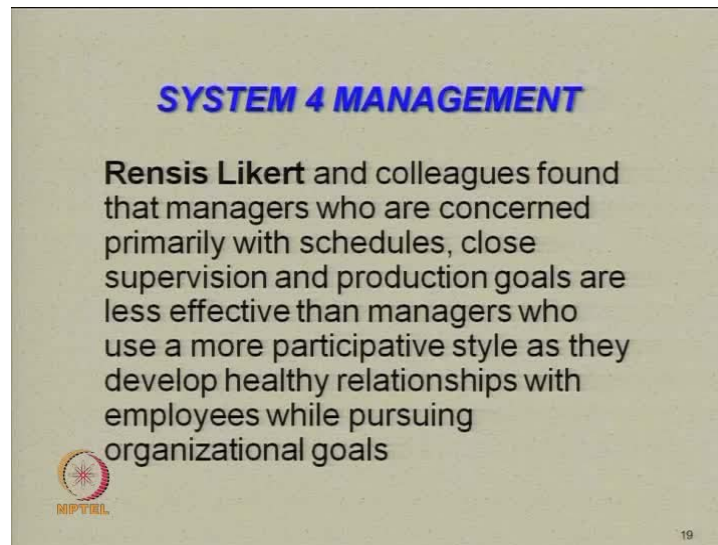 SYSTEM 4 MANAGEMENT
Rensis Likert and colleagues found
that managers who are concerned
primarily with schedules, close
supervision and production goals are
less effective than managers who
use a more participative style as they
develop healthy relationships with
employees while pursuing
organizational goals
NPTEL
19